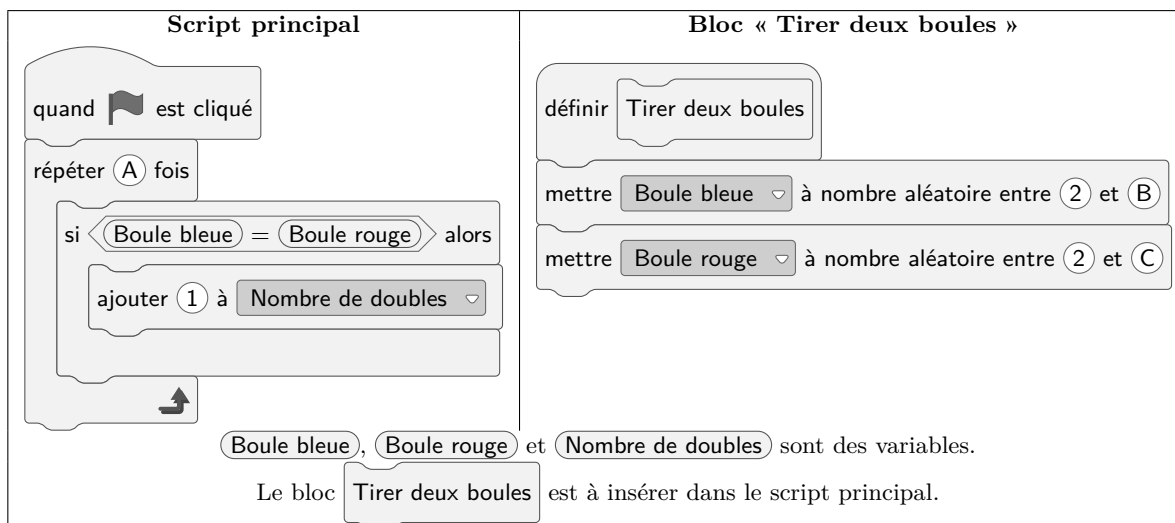 Script principal
quand est cliqué
répéter A fois
si Boule bleue = Boule rouge alors
ajouter 1 à Nombre de doubles
Bloc « Tirer deux boules »
définir Tirer deux boules
mettre Boule bleue à nombre aléatoire entre 2 et B
mettre Boule rouge à nombre aléatoire entre 2 et C
Boule bleue, Boule rouge et Nombre de doubles sont des variables.
Le bloc Tirer deux boules est à insérer dans le script principal.